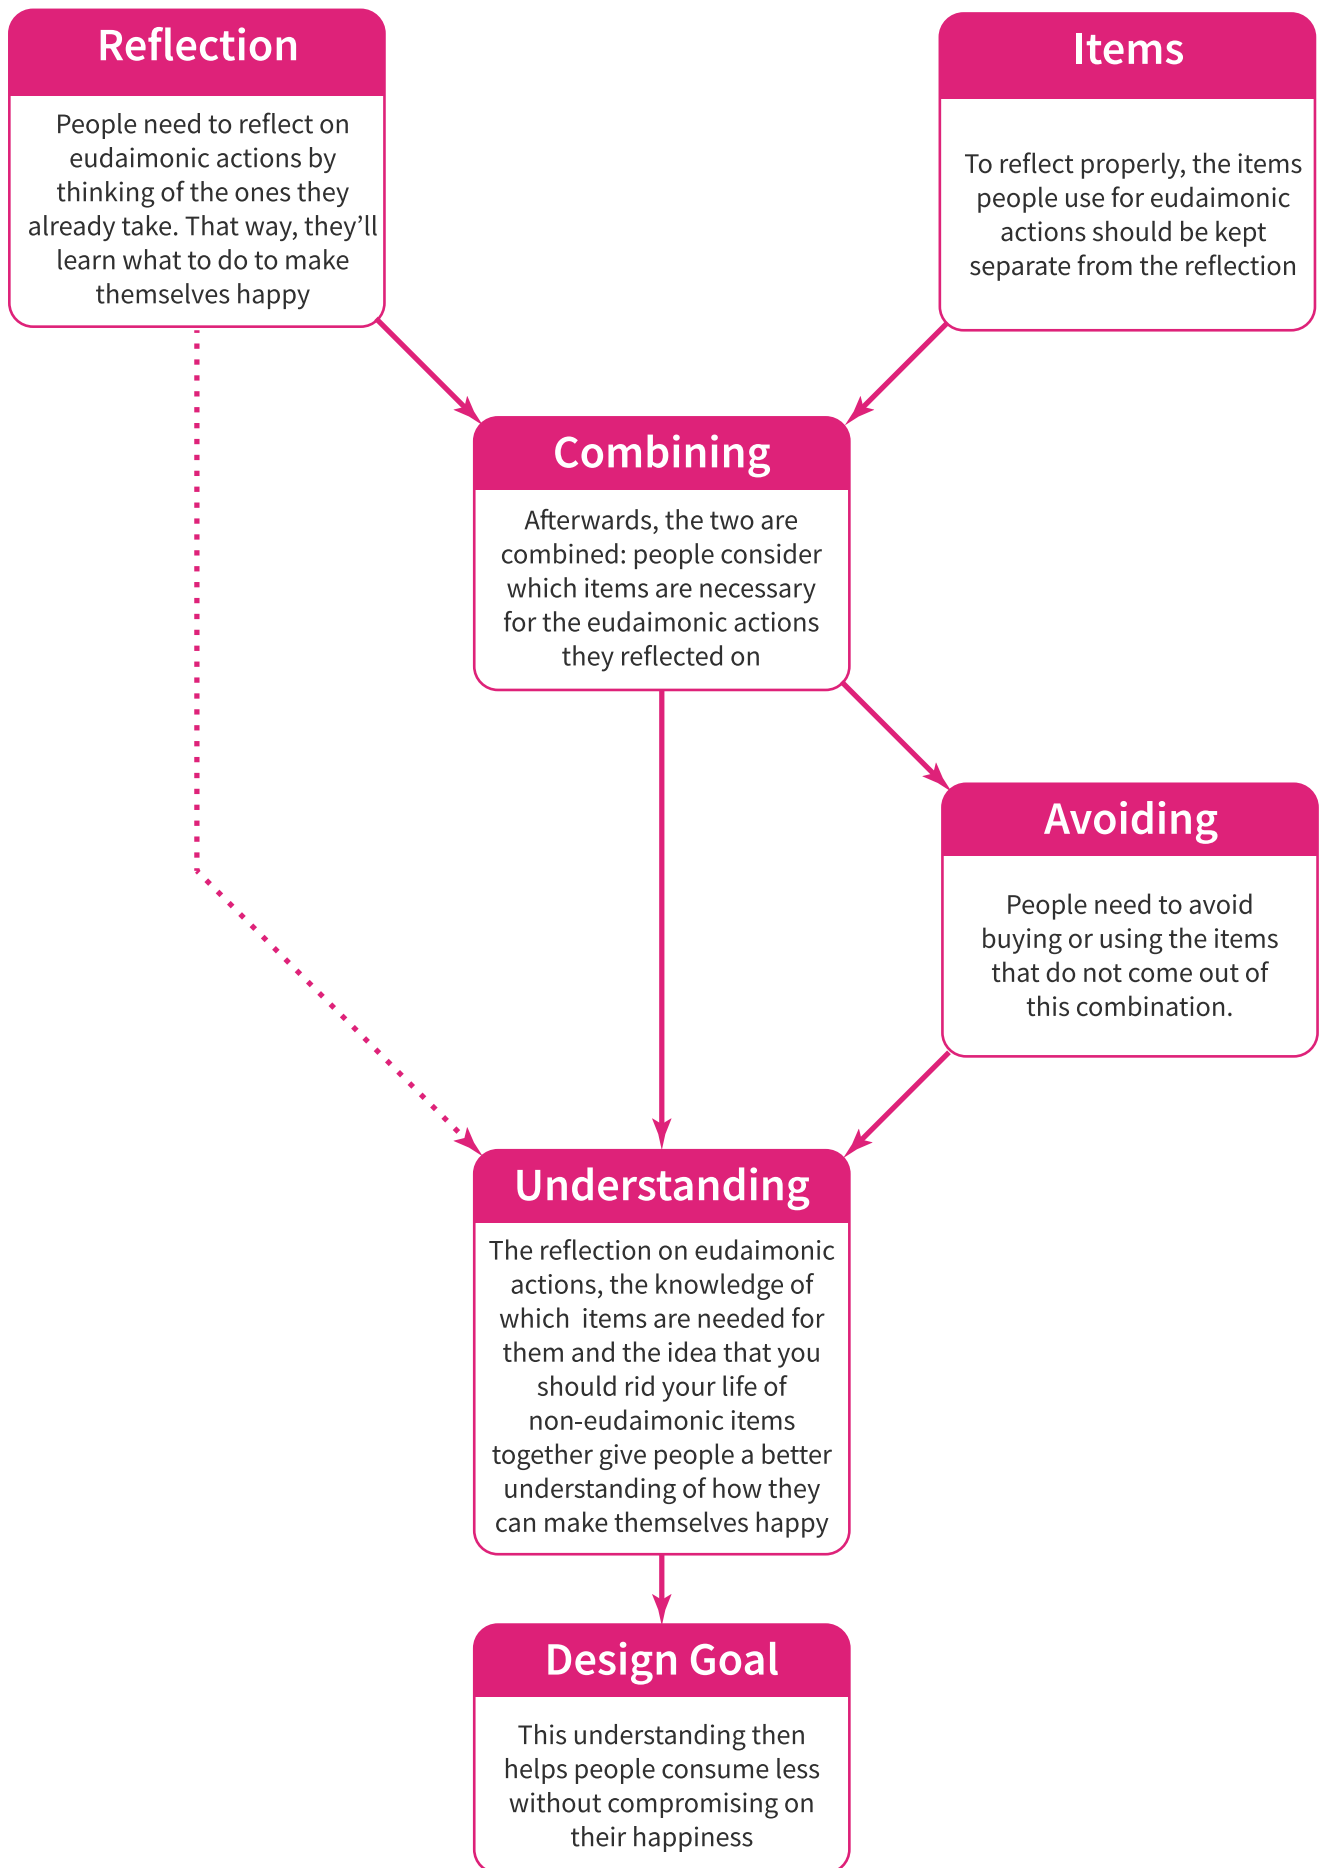 Reflection
People need to reflect on
eudaimonic actions by
thinking of the ones they
already take. That way, they’ll
learn what to do to make
themselves happy
Items
To reflect properly, the items
people use for eudaimonic
actions should be kept
separate from the reflection
Combining
Afterwards, the two are
combined: people consider
which items are necessary
for the eudaimonic actions
they reflected on
Avoiding
People need to avoid
buying or using the items
that do not come out of
this combination.
Understanding
The reflection on eudaimonic
actions, the knowledge of
which  items are needed for
them and the idea that you
should rid your life of
non-eudaimonic items
together give people a better
understanding of how they
can make themselves happy
Design Goal
This understanding then
helps people consume less
without compromising on
their happiness